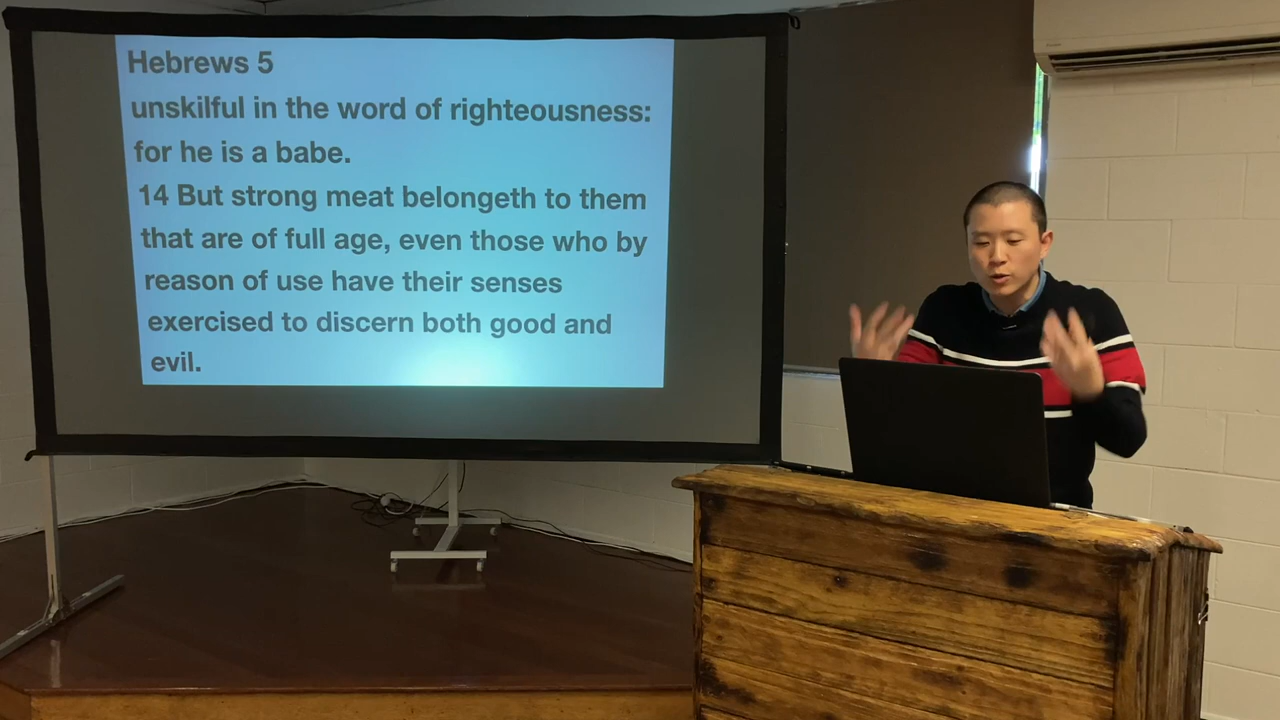 Hebrews 5
unskilful in the word of righteousness:
for he is a babe.
14 But strong meat belongeth to them
that are of full age, even those who by
reason of use have their senses
exercised to discern both good and
evil.